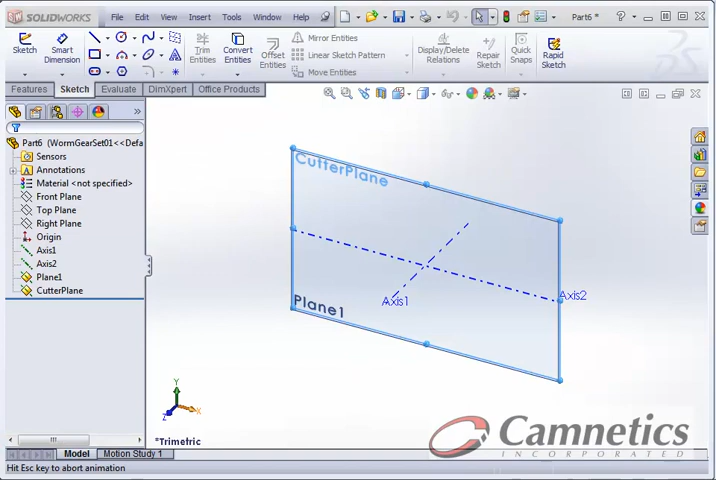 SOLIDWORKS File Edit View Insert Tools Window Help Part6 *
Sketch
Smart Dimension
Trim Entities
Convert Entities
Offset Entities
Mirror Entities
Linear Sketch Pattern
Move Entities
Display/Delete Relations
Repair Sketch
Quick Snaps
Rapid Sketch
Features Sketch Evaluate DimXpert Office Products
Part6 (WormGearSet01<<Defa
Sensors
Annotations
Material <not specified>
Front Plane
Top Plane
Right Plane
Origin
Axis1
Axis2
Plane1
CutterPlane
CutterPlane
Axis2
Axis1
Plane1
Y
X
Z
*Trimetric
Camnetics
INCORPORATED
Model Motion Study 1
Hit Esc key to abort animation